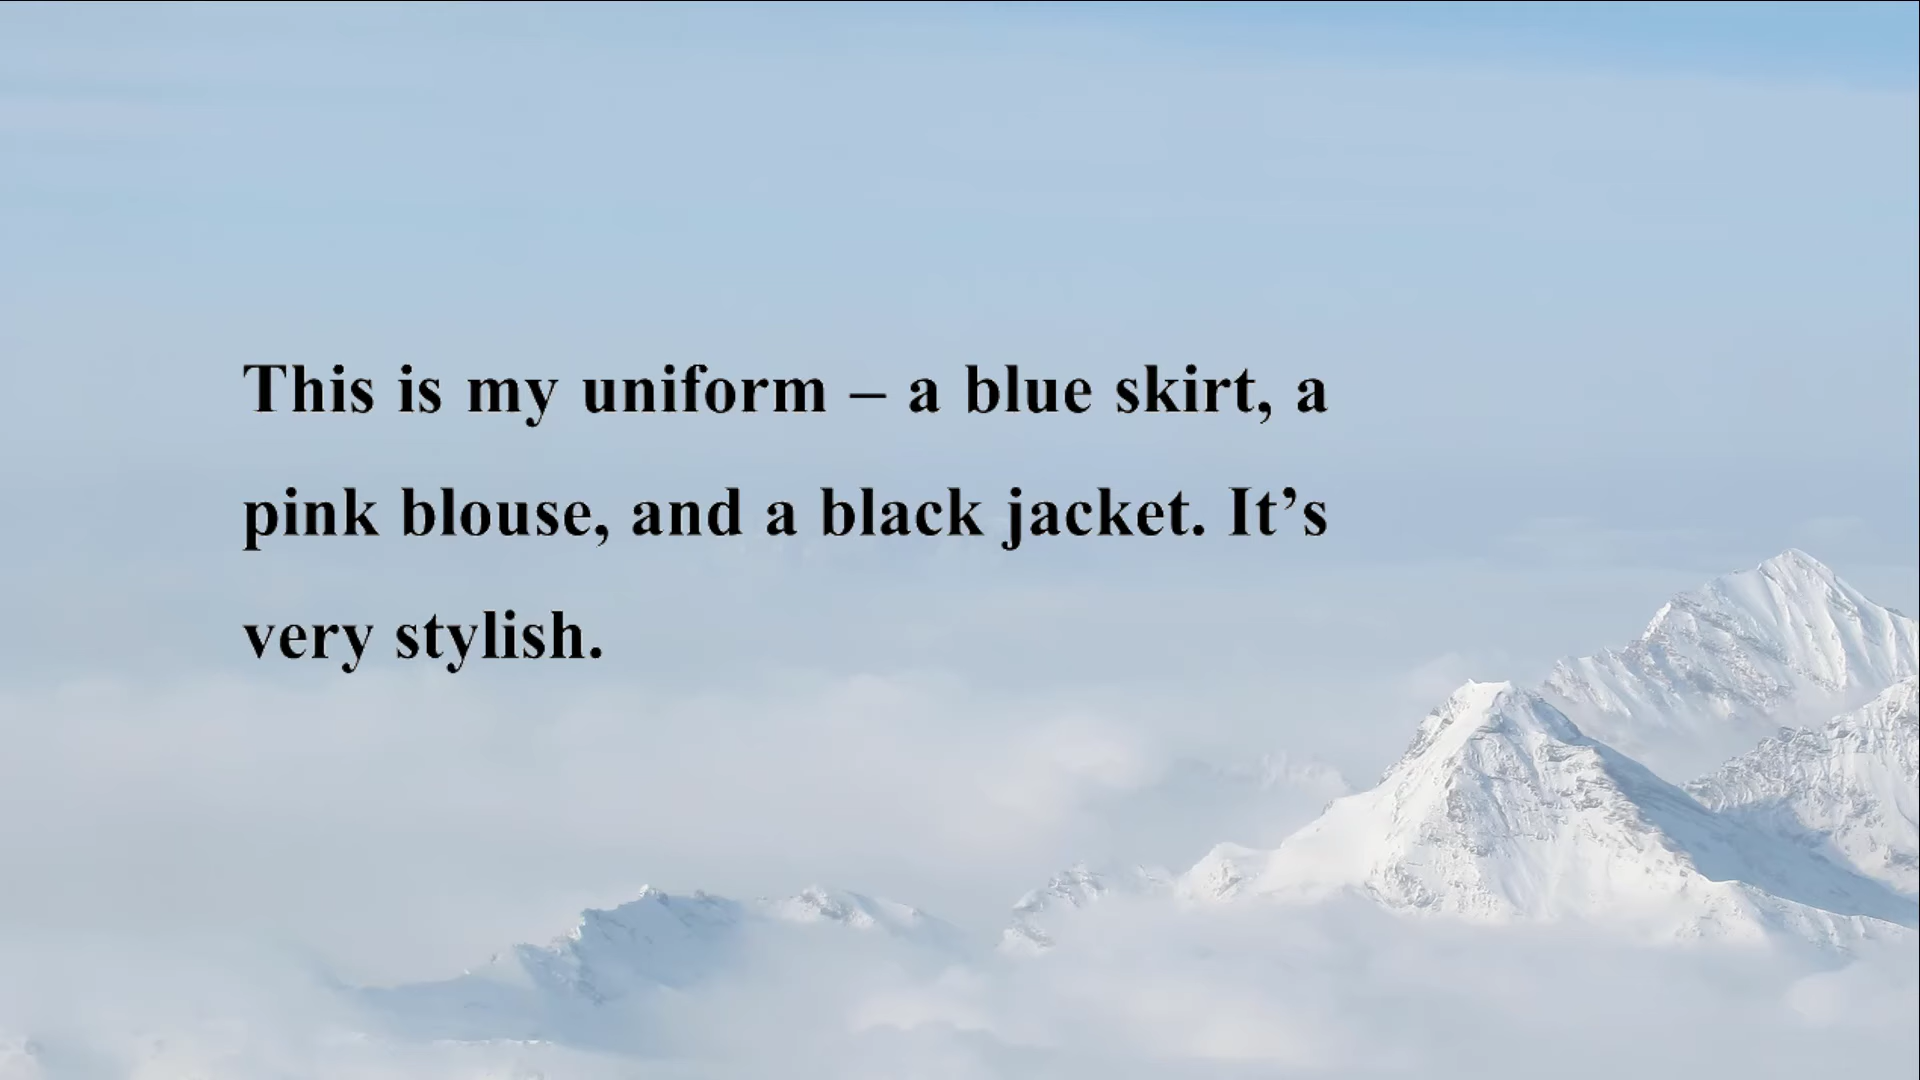 This is my uniform – a blue skirt, a
pink blouse, and a black jacket. It’s
very stylish.